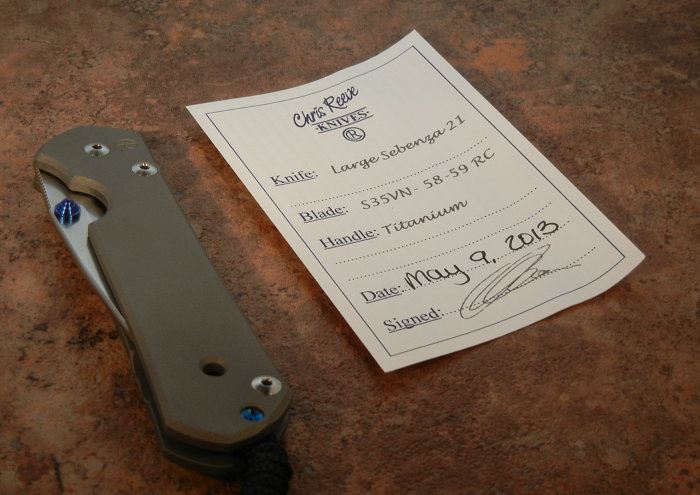 Chris Reeve
·KNIVES·
®
Knife: Large Sebenza 21
Blade: S35VN - 58-59 RC
Handle: Titanium
Date: May 9, 2013
Signed: